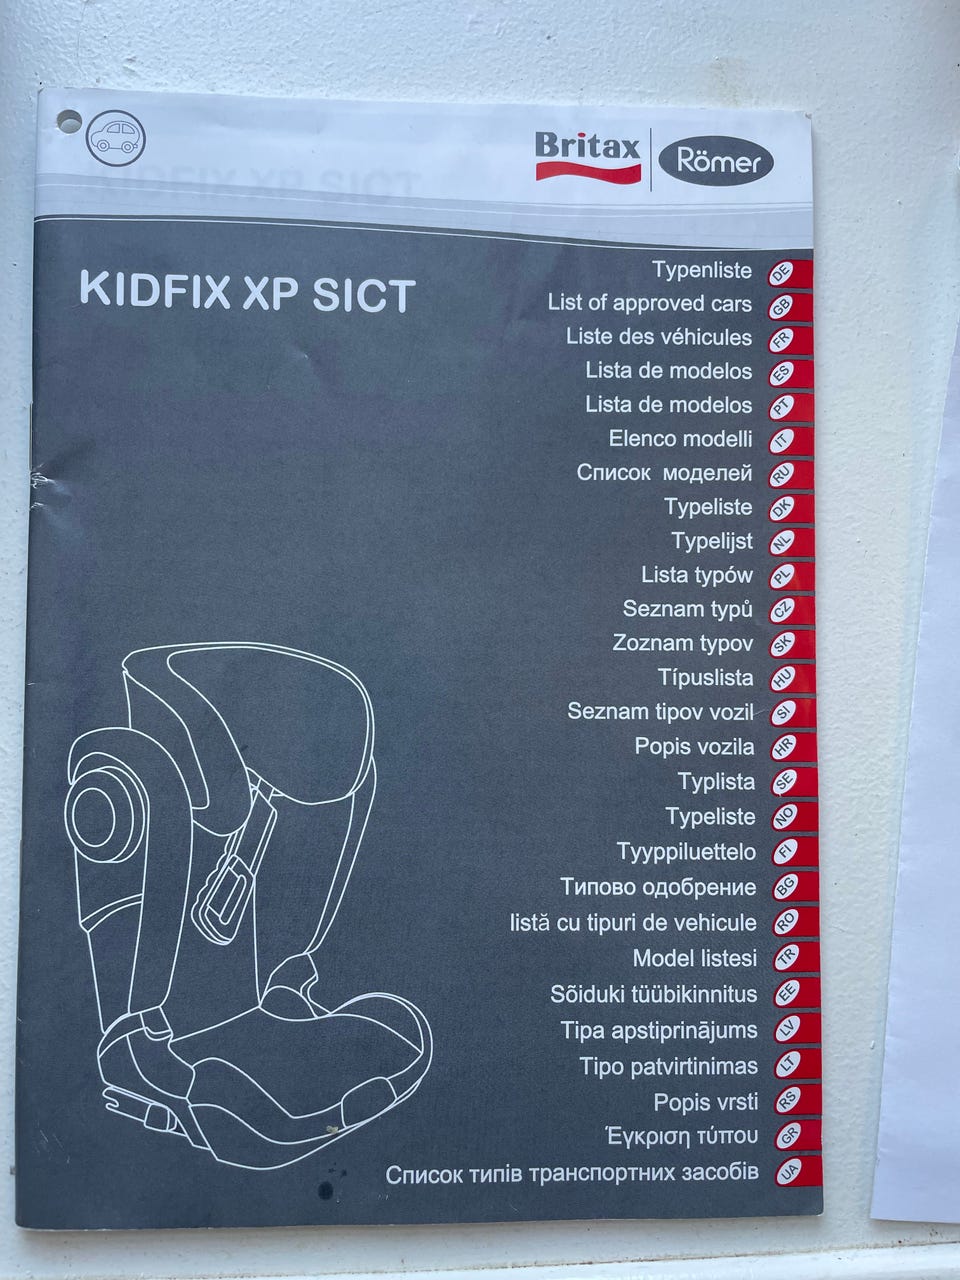 Britax
Römer
KIDFIX XP SICT
Typenliste DE
List of approved cars GB
Liste des véhicules FR
Lista de modelos ES
Lista de modelos PT
Elenco modelli IT
Список моделей RU
Typeliste DK
Typelijst NL
Lista typów PL
Seznam typů CZ
Zoznam typov SK
Típuslista HU
Seznam tipov vozil SI
Popis vozila HR
Typlista SE
Typeliste NO
Tyyppiluettelo FI
Типово одобрение BG
listă cu tipuri de vehicule RO
Model listesi TR
Sõiduki tüübikinnitus EE
Tipa apstiprinājums LV
Tipo patvirtinimas LT
Popis vrsti RS
Έγκριση τύπου GR
Список типів транспортних засобів UA